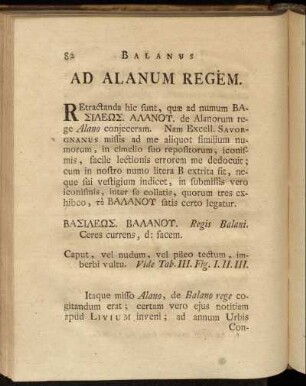 82 BALANUS
AD ALANUM REGEM.
REtractanda hic sunt, quæ ad numum ΒΑ-
ΣΙΛΕΩΣ. ΑΛΑΝΟΥ. de Alanorum re-
ge Alano conjeceram. Nam Excell. SAVOR-
GNANUS missis ad me aliquot similium nu-
morum, in cimelio suo repositorum, iconis-
mis, facile lectionis errorem me dedocuit;
cum in nostro numo litera B extrita sit, ne-
que sui vestigium indicet, in submissis vero
iconismis, inter se collatis, quorum tres ex-
hibeo, τὸ ΒΑΛΑΝΟΥ satis certo legatur.
ΒΑΣΙΛΕΩΣ. ΒΑΛΑΝΟΥ. Regis Balani.
Ceres currens, d: facem.
Caput, vel nudum, vel pileo tectum, im-
berbi vultu. Vide Tab. III. Fig. I. II. III.
Itaque misso Alano, de Balano rege co-
gitandum erat; certam vero ejus notitiam
apud LIVIUM inveni; ad annum Urbis
Con-